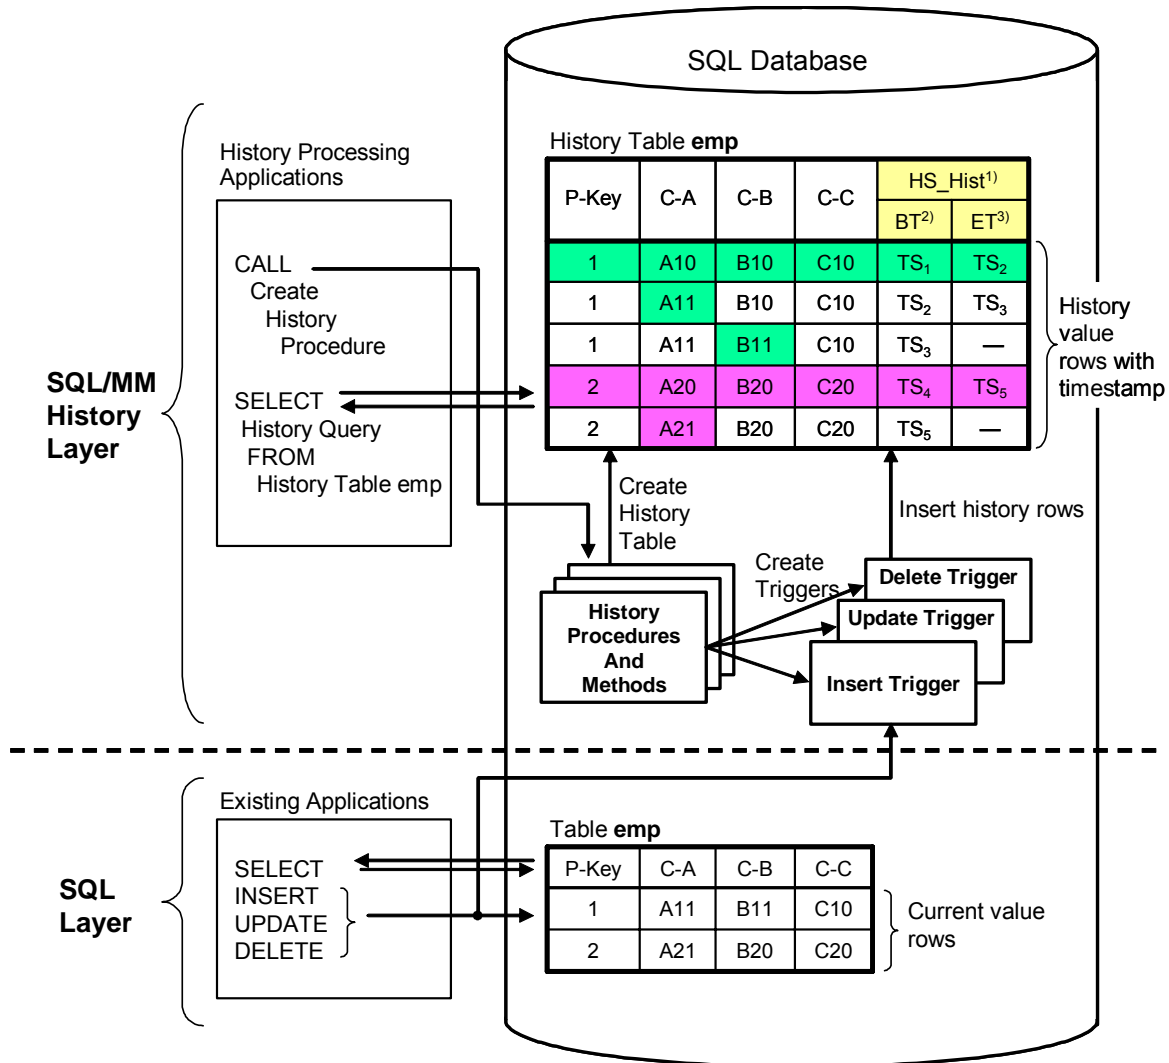 SQL Database
History Processing
Applications
CALL
Create
History
Procedure
SELECT
History Query
FROM
History Table emp
SQL/MM
History
Layer
History Table emp
P-Key C-A C-B C-C HS_Hist1)
BT2) ET3)
1 A10 B10 C10 TS1 TS2
1 A11 B10 C10 TS2 TS3
1 A11 B11 C10 TS3 —
2 A20 B20 C20 TS4 TS5
2 A21 B20 C20 TS5 —
History
value
rows with
timestamp
Create
History
Table
Insert history rows
Create
Triggers
History
Procedures
And
Methods
Delete Trigger
Update Trigger
Insert Trigger
SQL
Layer
Existing Applications
SELECT
INSERT
UPDATE
DELETE
Table emp
P-Key C-A C-B C-C
1 A11 B11 C10
2 A21 B20 C20
Current value
rows